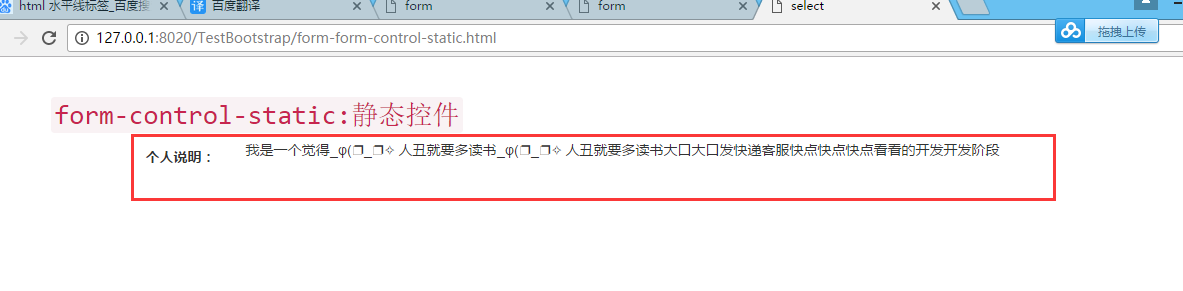 html 水平线标签_百度搜
译 百度翻译
form
form
select
127.0.0.1:8020/TestBootstrap/form-form-control-static.html
拖拽上传
form-control-static:静态控件
个人说明：
我是一个觉得_φ(❐_❐✧ 人丑就要多读书_φ(❐_❐✧ 人丑就要多读书大口大口发快递客服快点快点快点看看的开发开发阶段